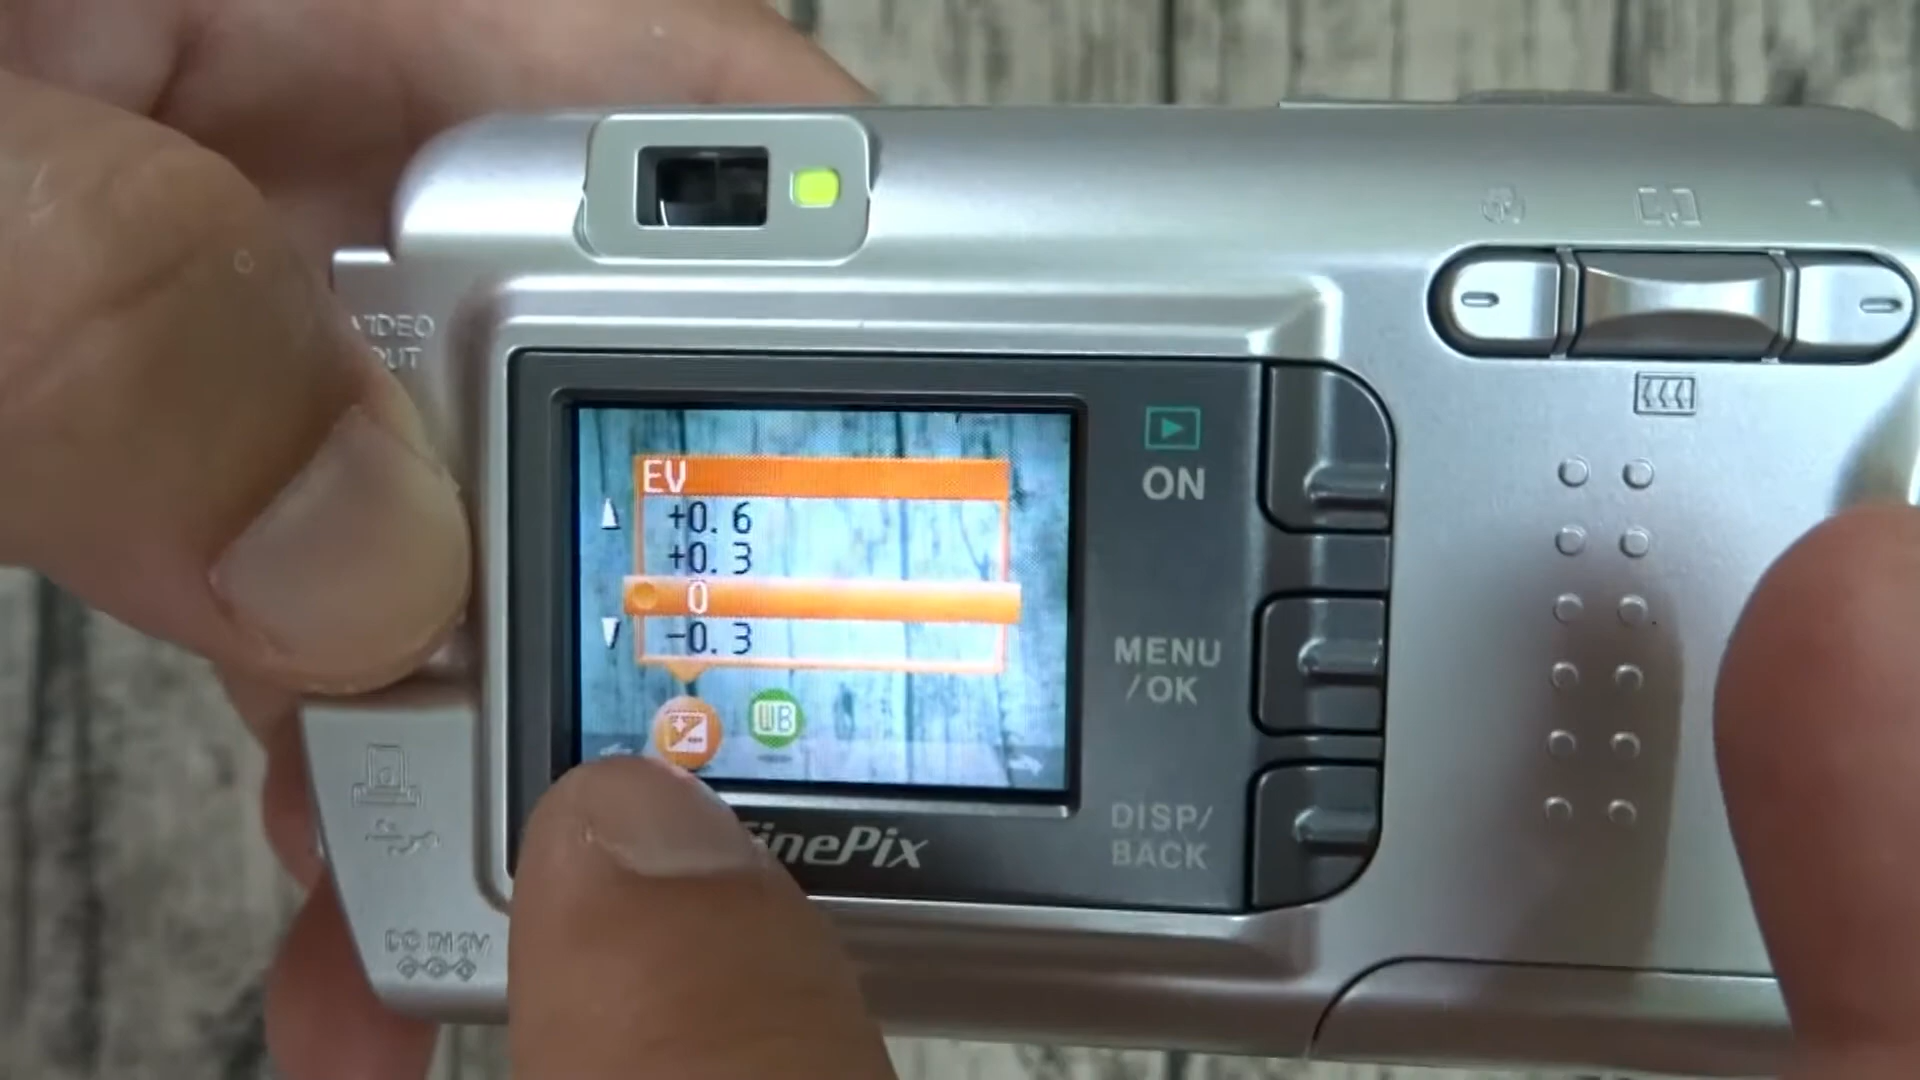 VIDEO
OUT
EV
+0.6
+0.3
0
-0.3
WB
FinePix
ON
MENU
/OK
DISP/
BACK
DC IN 3V